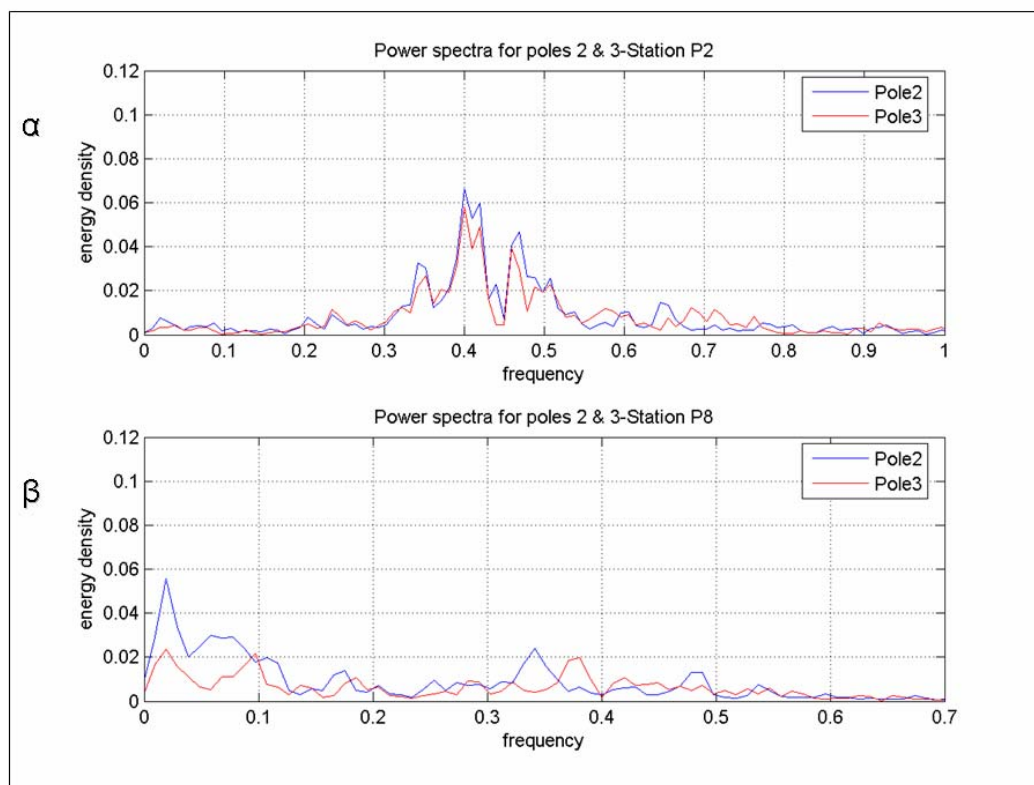 α
Power spectra for poles 2 & 3-Station P2
0.12
0.1
0.08
0.06
0.04
0.02
0
energy density
Pole2
Pole3
0 0.1 0.2 0.3 0.4 0.5 0.6 0.7 0.8 0.9 1
frequency
β
Power spectra for poles 2 & 3-Station P8
0.12
0.1
0.08
0.06
0.04
0.02
0
energy density
Pole2
Pole3
0 0.1 0.2 0.3 0.4 0.5 0.6 0.7
frequency